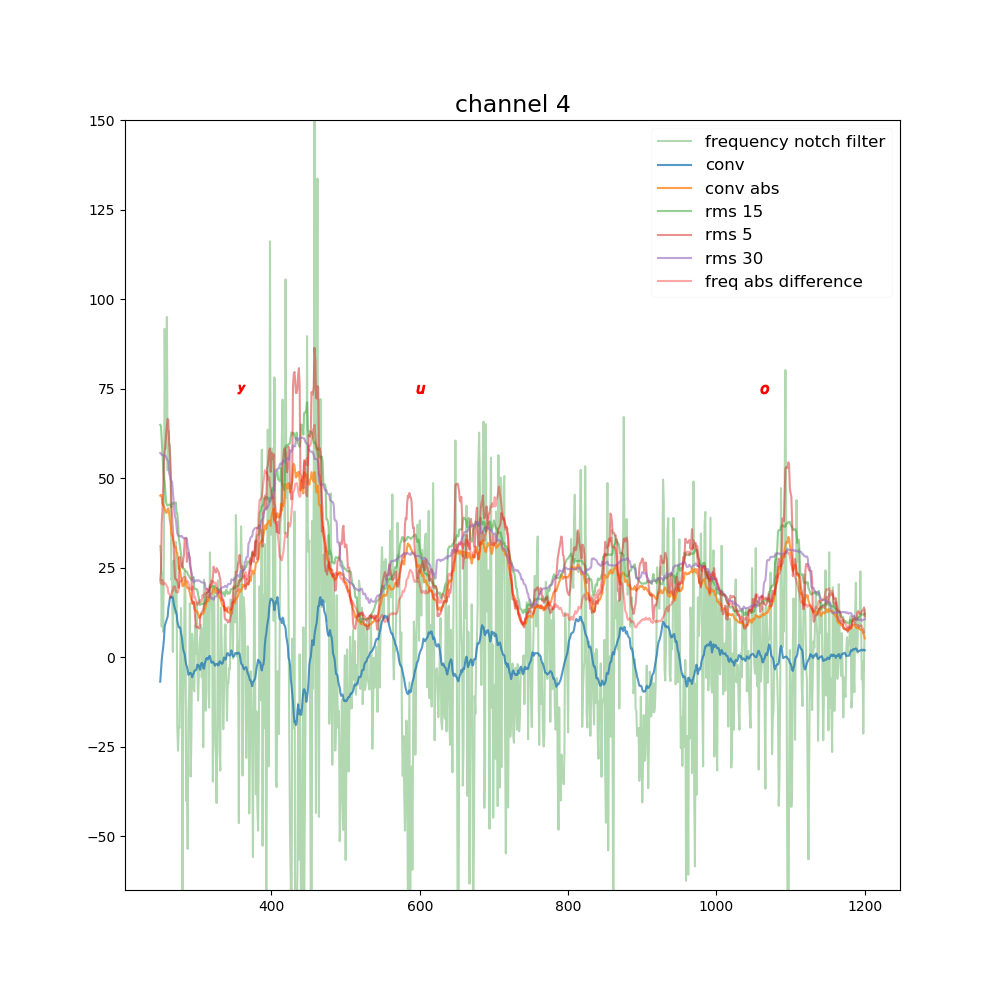 channel 4
150
125
100
75
50
25
0
−25
−50
frequency notch filter
conv
conv abs
rms 15
rms 5
rms 30
freq abs difference
y u o
400 600 800 1000 1200